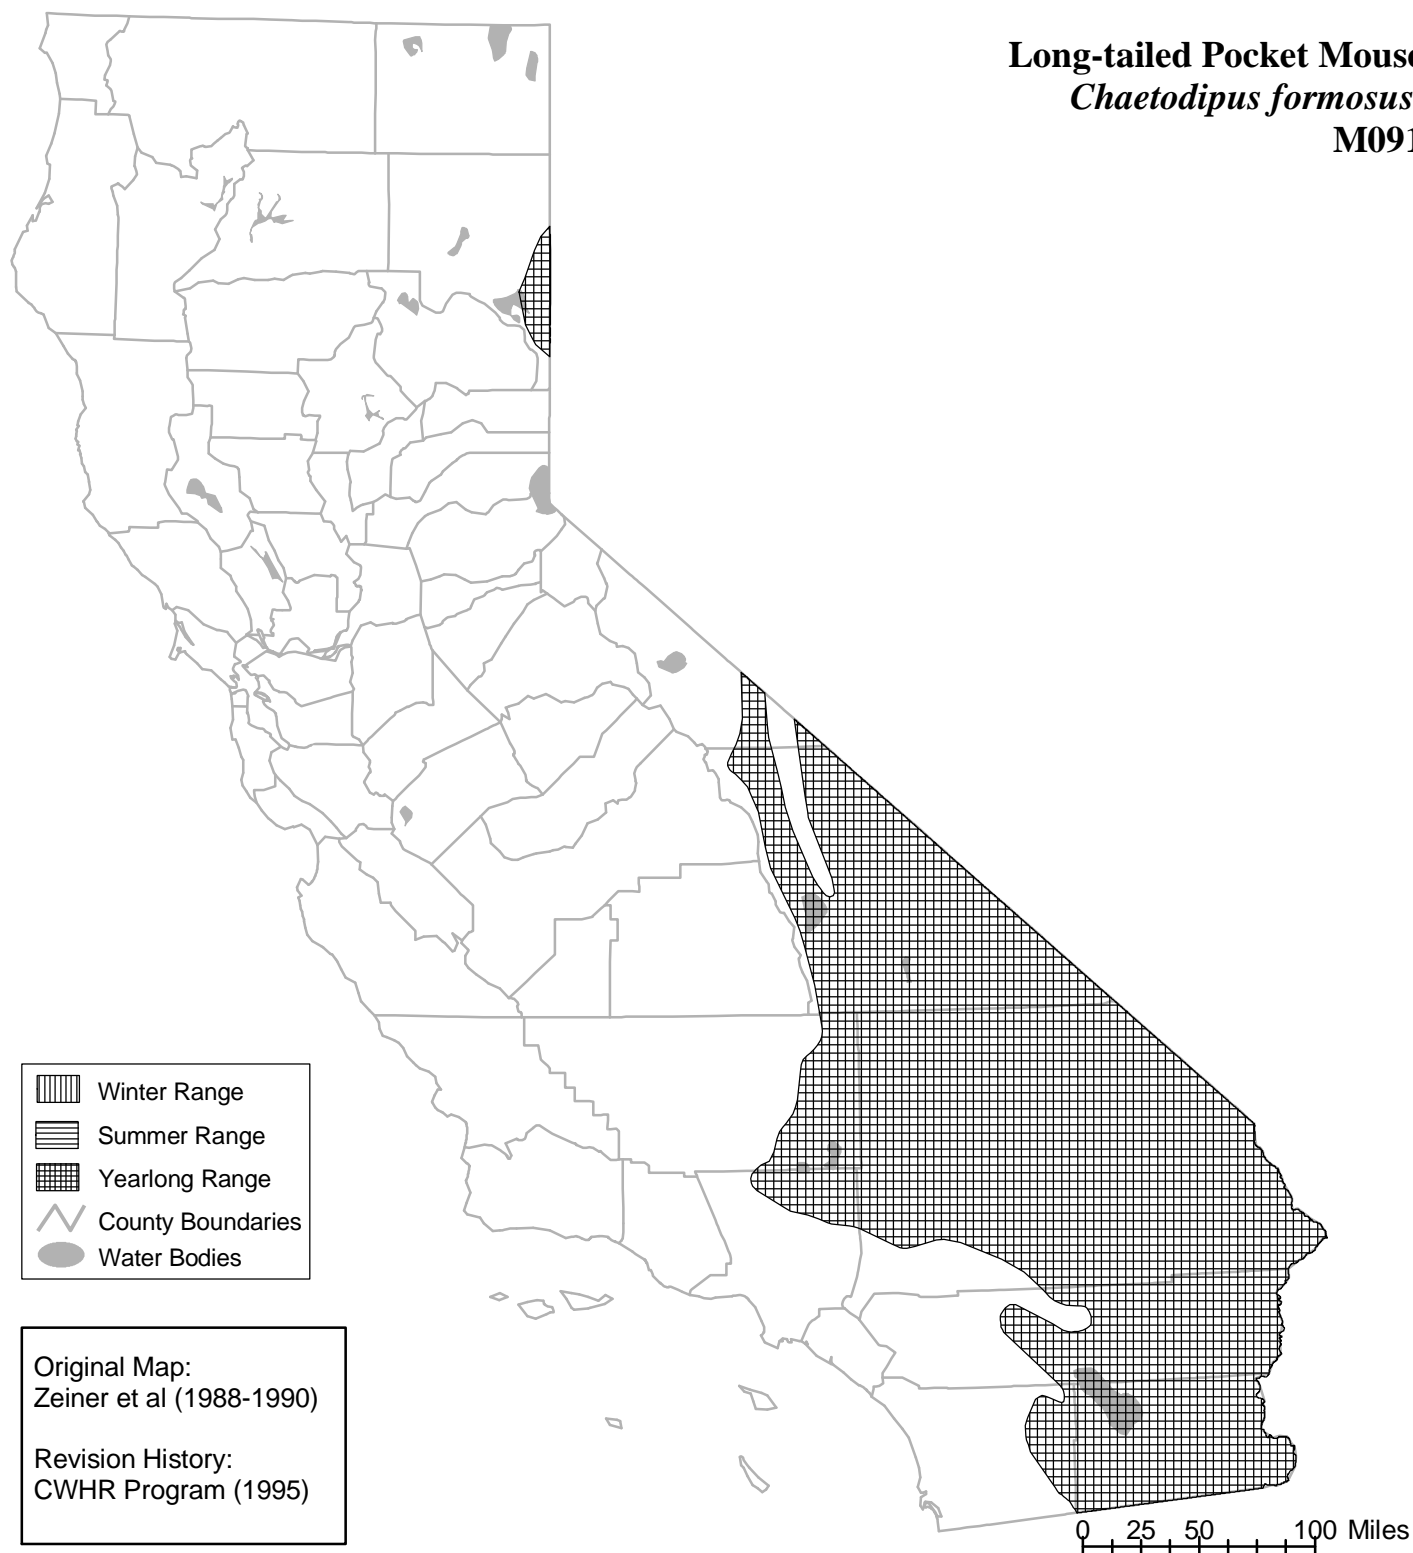 Long-tailed Pocket Mouse
Chaetodipus formosus
M091
Winter Range
Summer Range
Yearlong Range
County Boundaries
Water Bodies
Original Map:
Zeiner et al (1988-1990)
Revision History:
CWHR Program (1995)
0 25 50 100 Miles